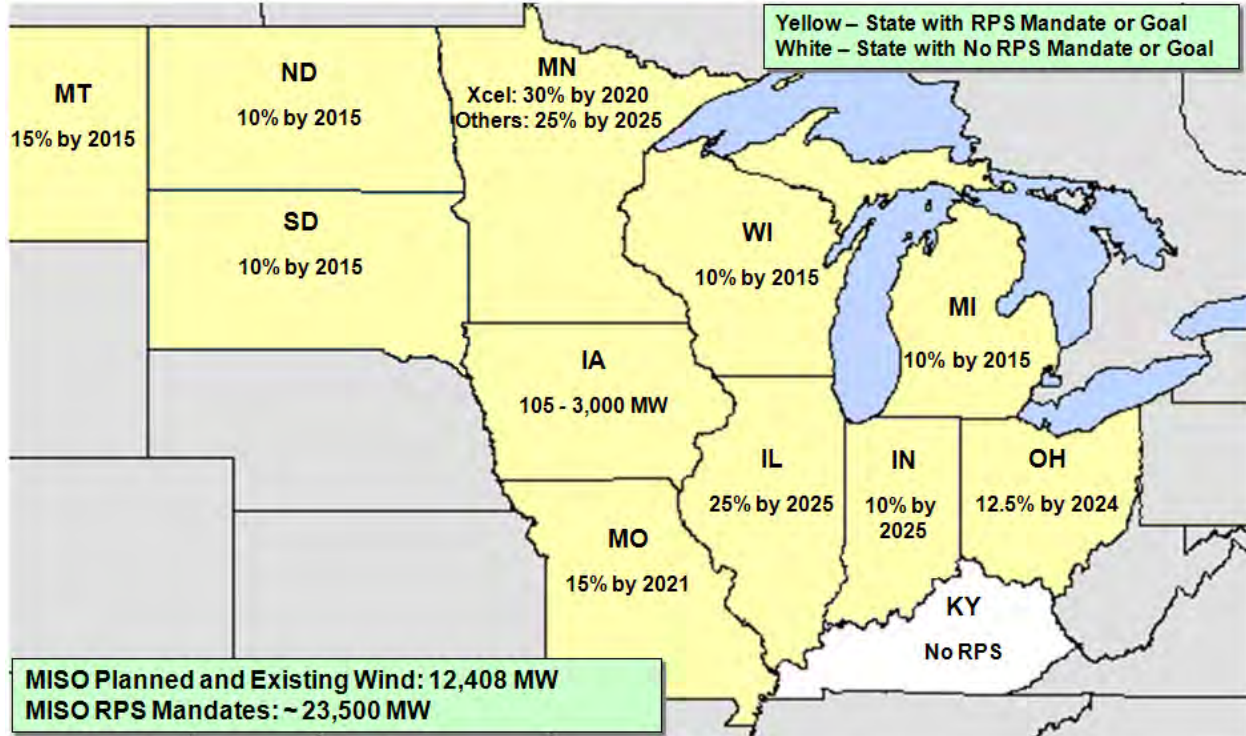 Yellow – State with RPS Mandate or Goal
White – State with No RPS Mandate or Goal
MT
15% by 2015
ND
10% by 2015
MN
Xcel: 30% by 2020
Others: 25% by 2025
SD
10% by 2015
WI
10% by 2015
MI
10% by 2015
IA
105 - 3,000 MW
IL
25% by 2025
IN
10% by
2025
OH
12.5% by 2024
MO
15% by 2021
KY
No RPS
MISO Planned and Existing Wind: 12,408 MW
MISO RPS Mandates: ~ 23,500 MW